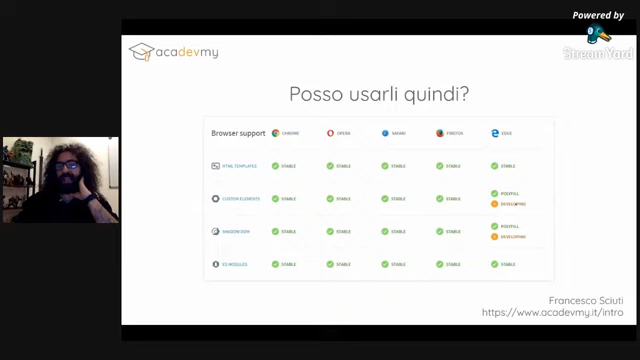 Powered by
StreamYard
acadevmy
Posso usarli quindi?
Browser support CHROME OPERA SAFARI FIREFOX EDGE
HTML TEMPLATES STABLE STABLE STABLE STABLE STABLE
CUSTOM ELEMENTS STABLE STABLE STABLE STABLE POLYFILL
DEVELOPING
SHADOW DOM STABLE STABLE STABLE STABLE POLYFILL
DEVELOPING
ES MODULES STABLE STABLE STABLE STABLE STABLE
Francesco Sciuti
https://www.acadevmy.it/intro